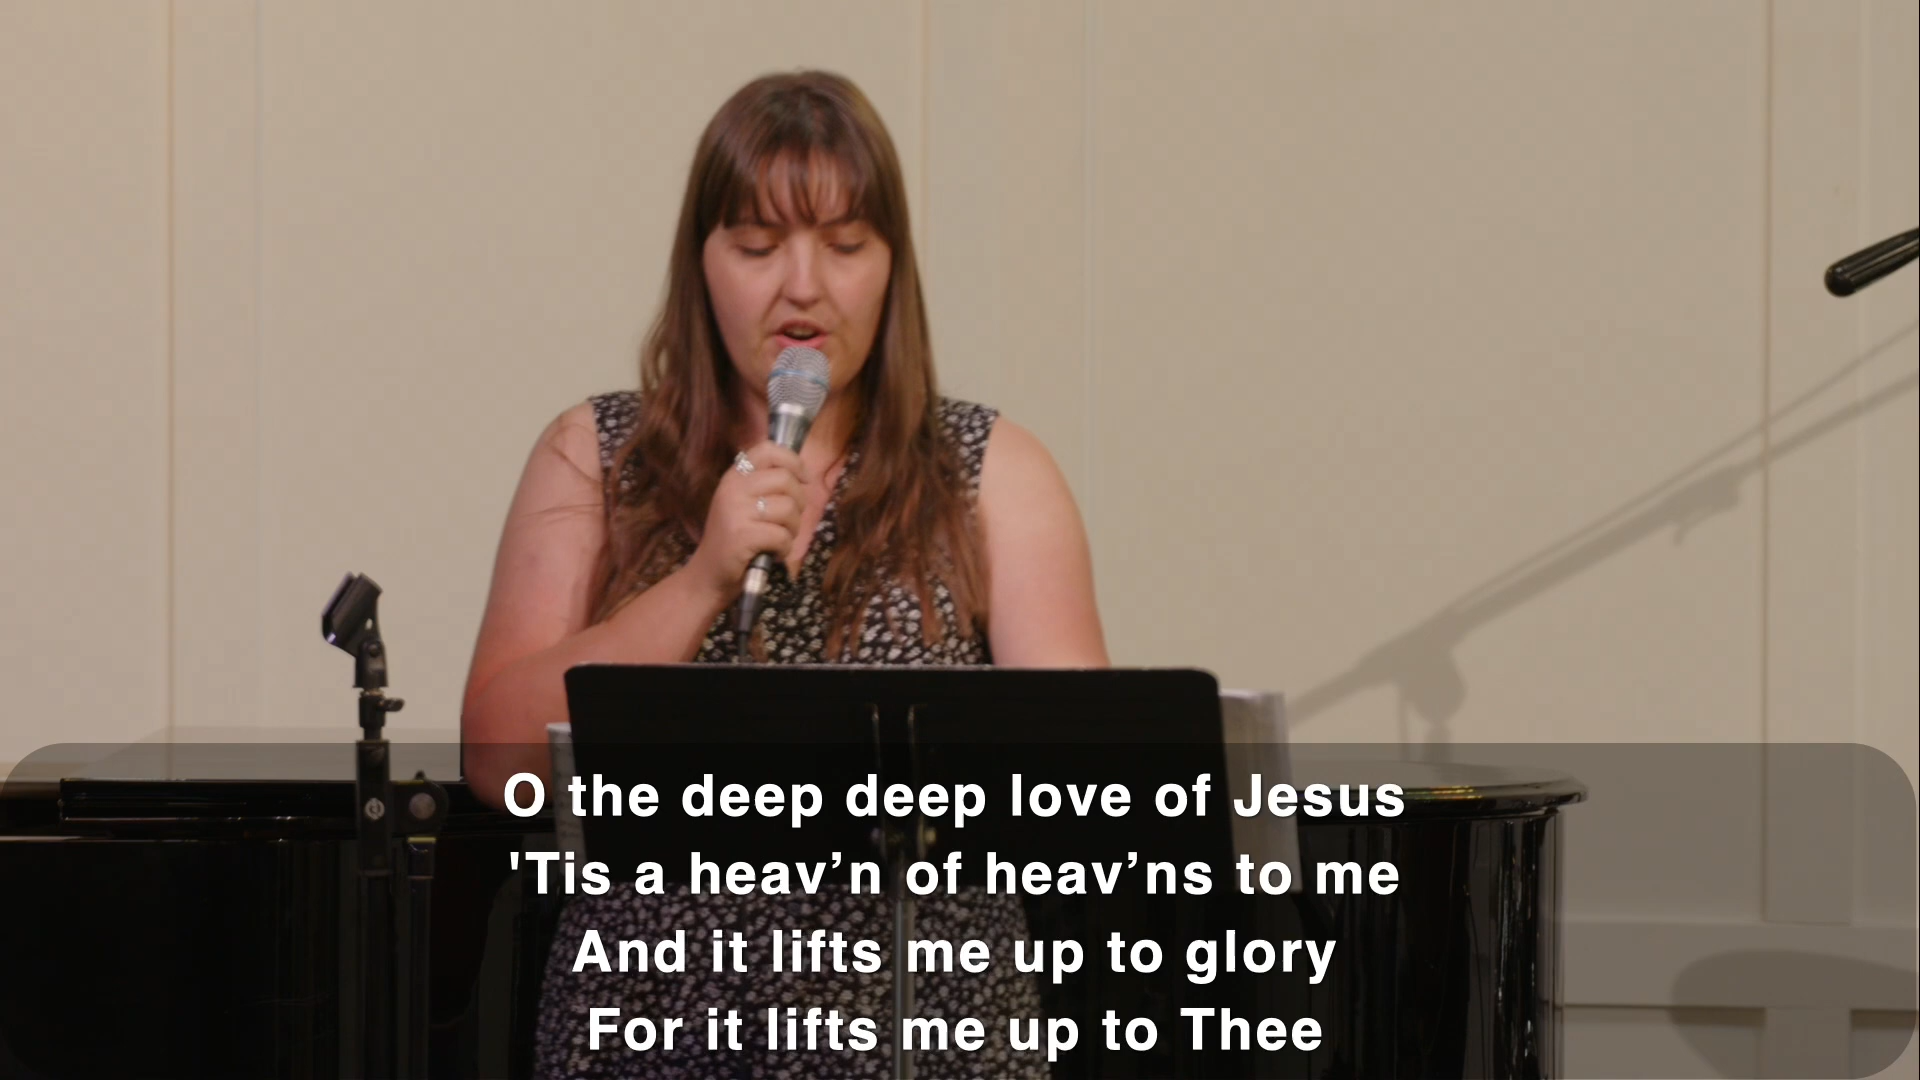 O the deep deep love of Jesus
'Tis a heav’n of heav’ns to me
And it lifts me up to glory
For it lifts me up to Thee